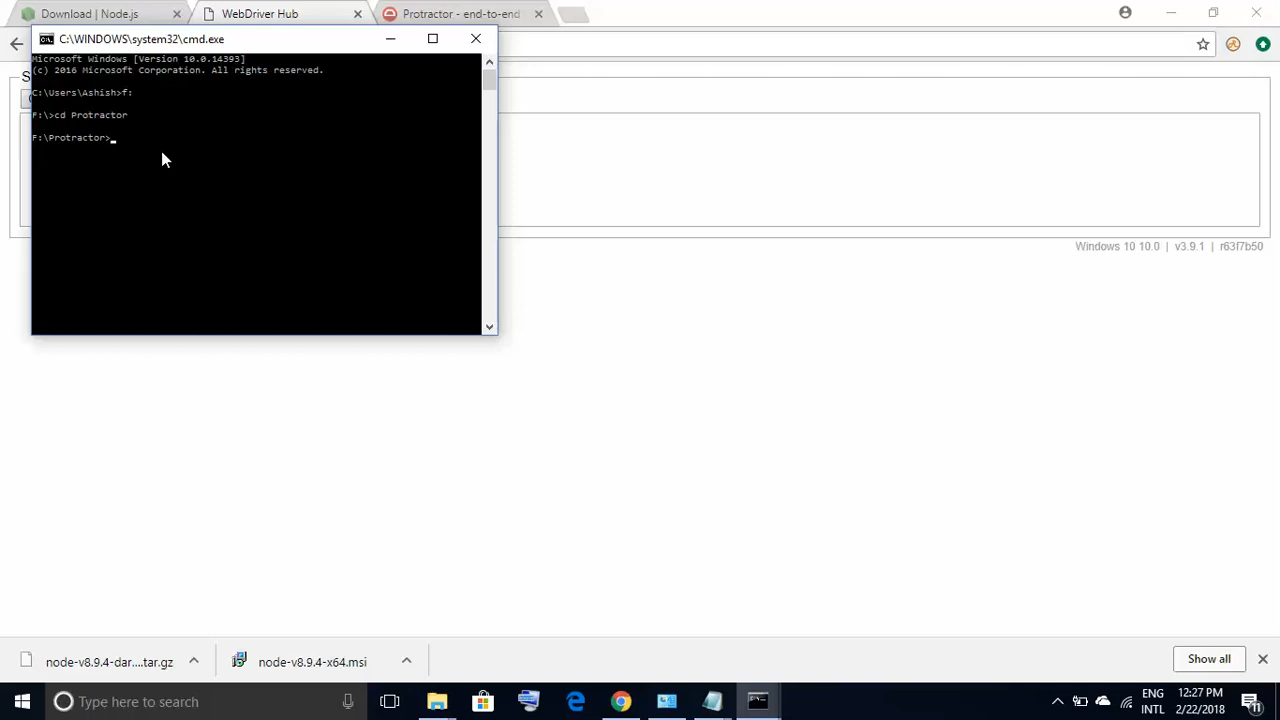 Download | Node.js
WebDriver Hub
Protractor - end-to-end
C:\WINDOWS\system32\cmd.exe
Microsoft Windows [Version 10.0.14393]
(c) 2016 Microsoft Corporation. All rights reserved.
C:\Users\Ashish>f:
F:\>cd Protractor
F:\Protractor>_
Windows 10 10.0 | v3.9.1 | r63f7b50
node-v8.9.4-dar....tar.gz
node-v8.9.4-x64.msi
Show all
Type here to search
ENG
INTL
12:27 PM
2/22/2018
11